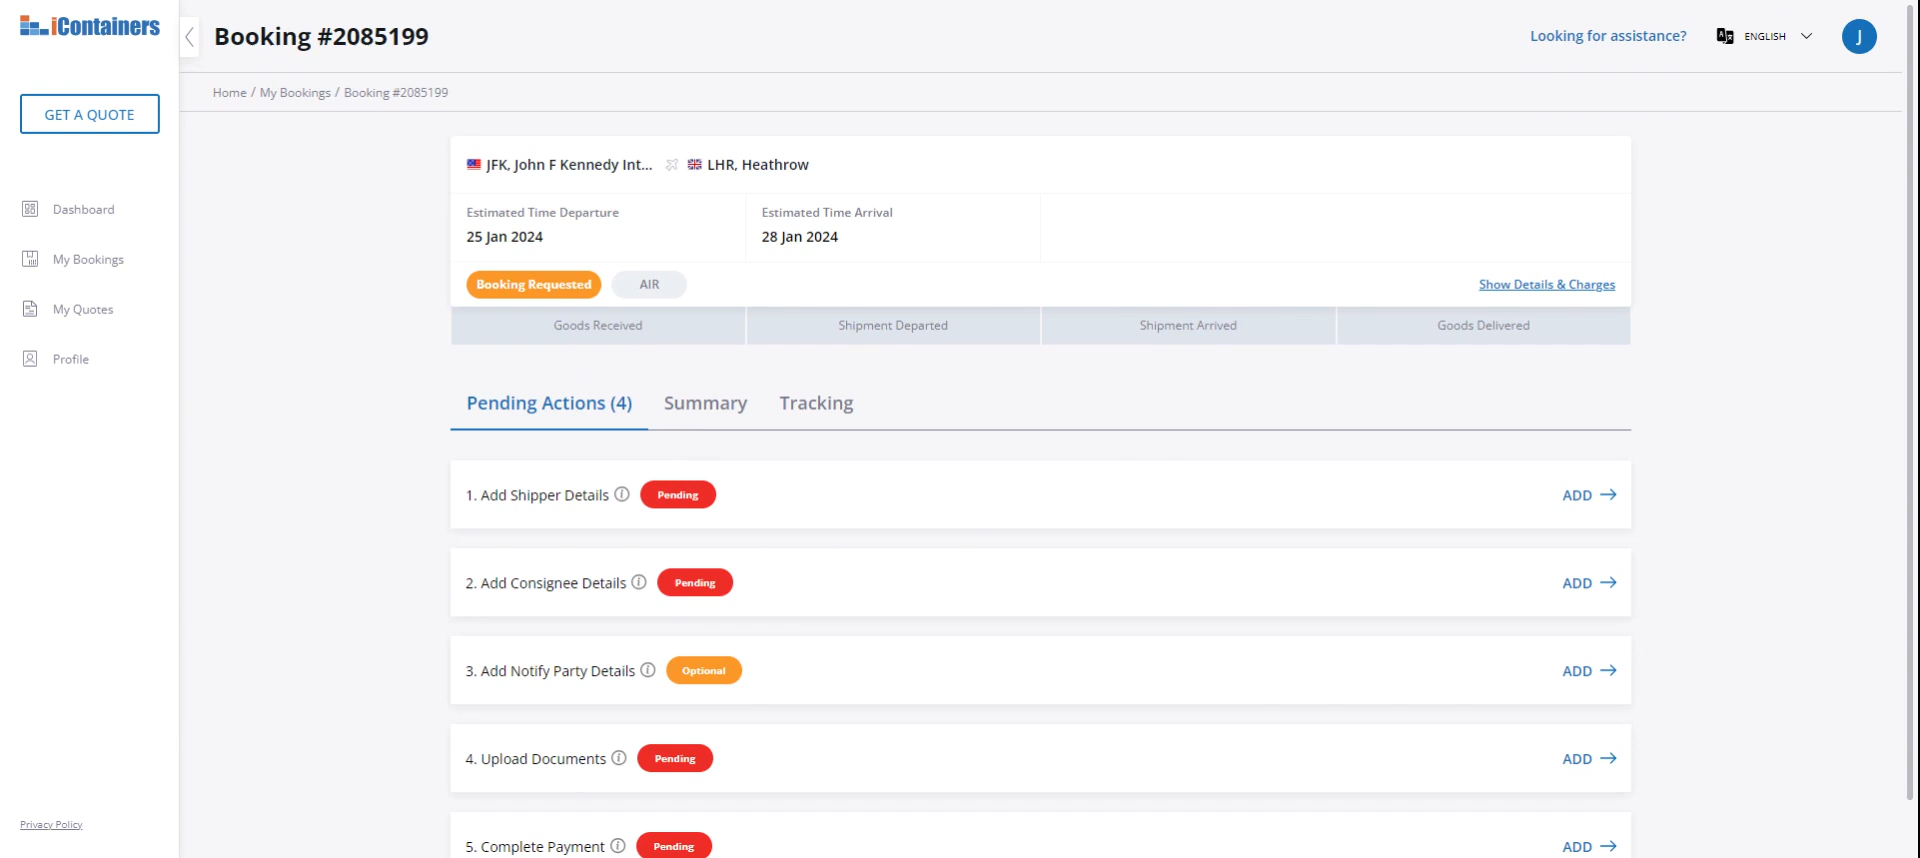 iContainers
Booking #2085199
Looking for assistance?
ENGLISH
J
GET A QUOTE
Home / My Bookings / Booking #2085199
Dashboard
My Bookings
My Quotes
Profile
Privacy Policy
JFK, John F Kennedy Int... LHR, Heathrow
Estimated Time Departure
25 Jan 2024
Estimated Time Arrival
28 Jan 2024
Booking Requested
AIR
Show Details & Charges
Goods Received
Shipment Departed
Shipment Arrived
Goods Delivered
Pending Actions (4)
Summary
Tracking
1. Add Shipper Details Pending ADD
2. Add Consignee Details Pending ADD
3. Add Notify Party Details Optional ADD
4. Upload Documents Pending ADD
5. Complete Payment Pending ADD